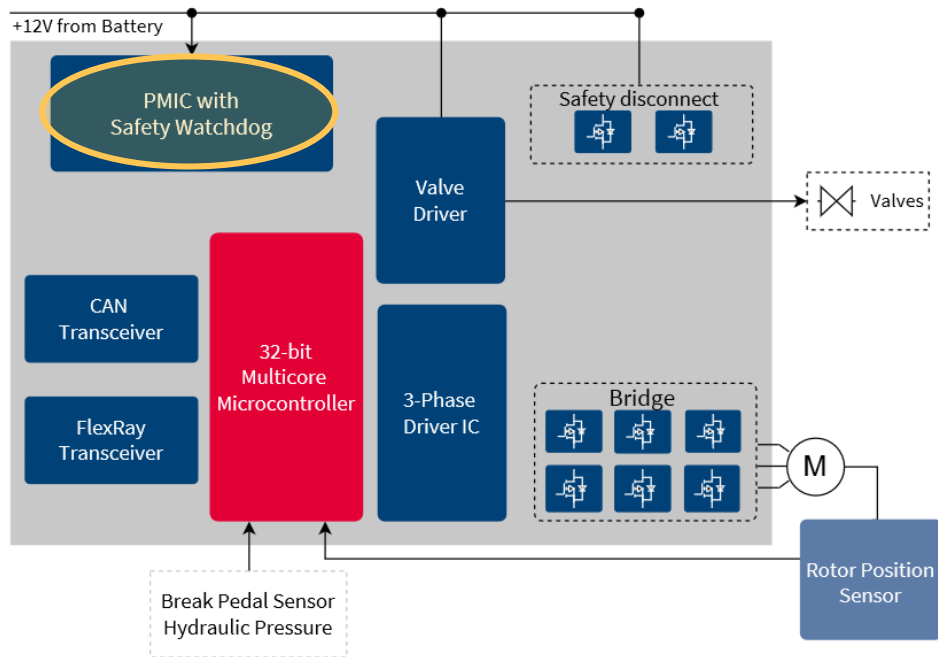 +12V from Battery
PMIC with
Safety Watchdog
Safety disconnect
Valve
Driver
Valves
CAN
Transceiver
32-bit
Multicore
Microcontroller
3-Phase
Driver IC
Bridge
FlexRay
Transceiver
M
Rotor Position
Sensor
Break Pedal Sensor
Hydraulic Pressure